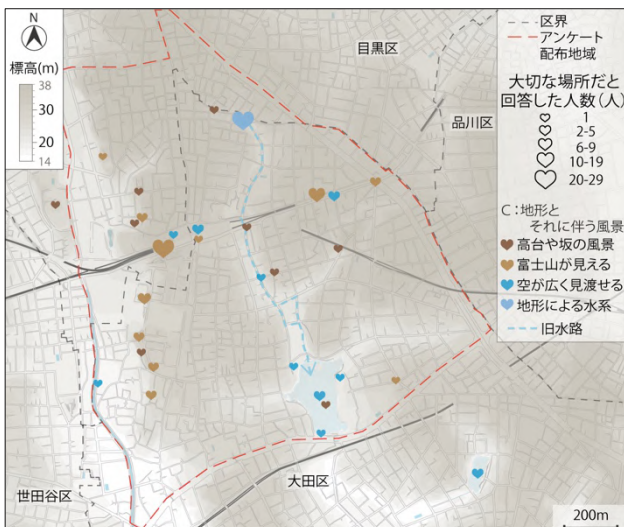 N
標高(m)
38
30
20
14
目黒区
品川区
世田谷区
大田区
区界
アンケート
配布地域
大切な場所だと
回答した人数(人)
1
2-5
6-9
10-19
20-29
C:地形と
それに伴う風景
高台や坂の風景
富士山が見える
空が広く見渡せる
地形による水系
旧水路
200m